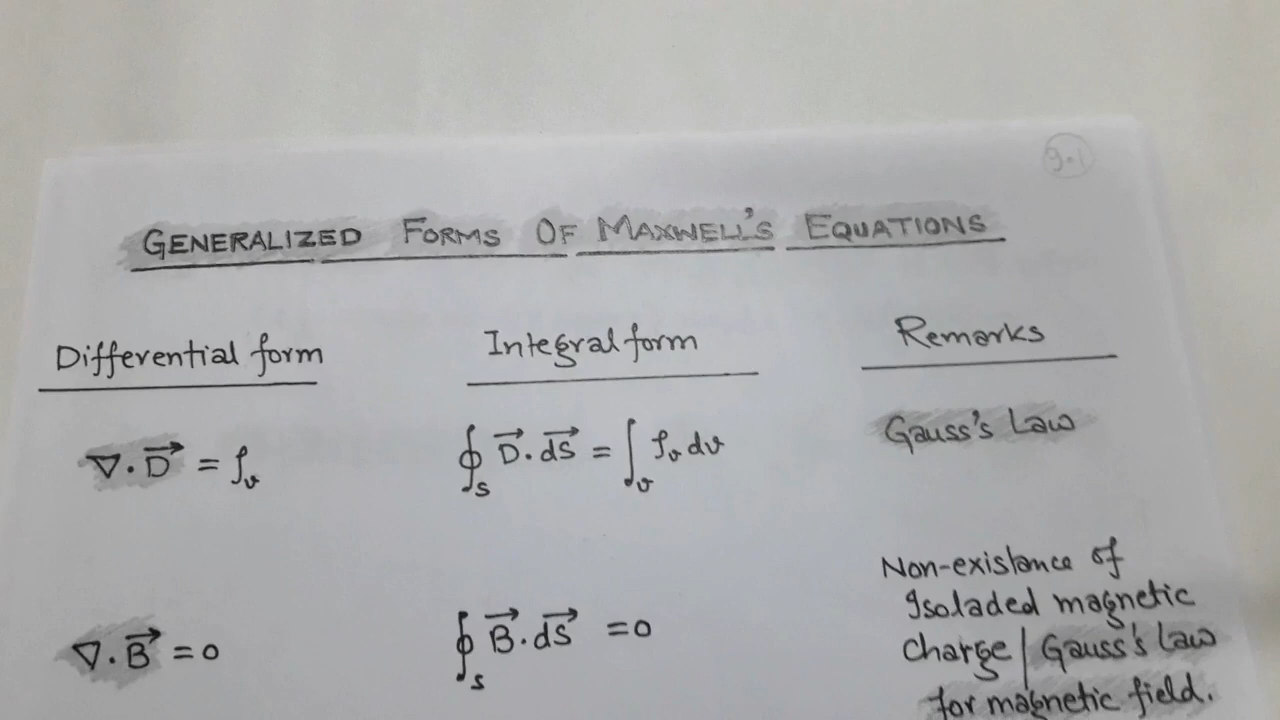 9.1
GENERALIZED FORMS OF MAXWELL'S EQUATIONS
Differential form Integral form Remarks
∇·D⃗ = ρᵥ ∮ₛ D⃗·dS⃗ = ∫ᵥ ρᵥ dv Gauss's Law
∇·B⃗ = 0 ∮ₛ B⃗·dS⃗ = 0 Non-existance of
Isoladed magnetic
charge/Gauss's law
for magnetic field.